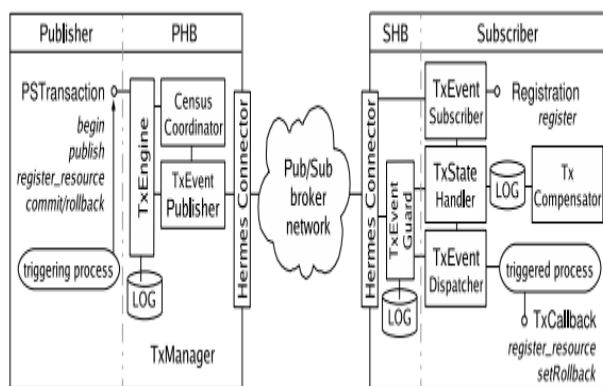 Publisher
PHB
PSTransaction
begin
publish
register_resource
commit/rollback
triggering process
TxEngine
Census
Coordinator
TxEvent
Publisher
LOG
TxManager
Hermes Connector
Pub/Sub
broker
network
Hermes Connector
SHB
Subscriber
TxEvent
Guard
LOG
TxEvent
Subscriber
Registration
register
TxState
Handler
LOG
Tx
Compensator
TxEvent
Dispatcher
triggered process
TxCallback
register_resource
setRollback